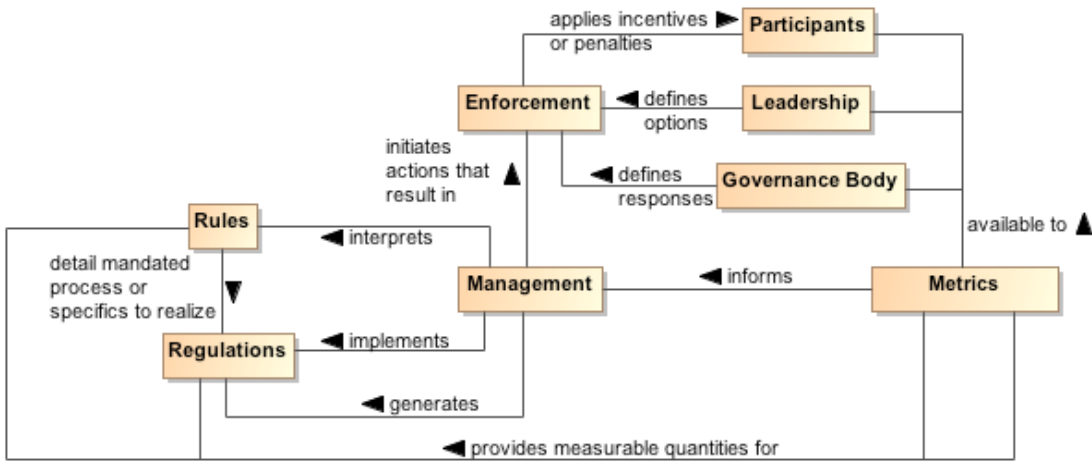 applies incentives
or penalties
Participants
Enforcement
defines
options
Leadership
initiates
actions that
result in
defines
responses
Governance Body
Rules
interprets
available to
detail mandated
process or
specifics to realize
Management
informs
Metrics
Regulations
implements
generates
provides measurable quantities for